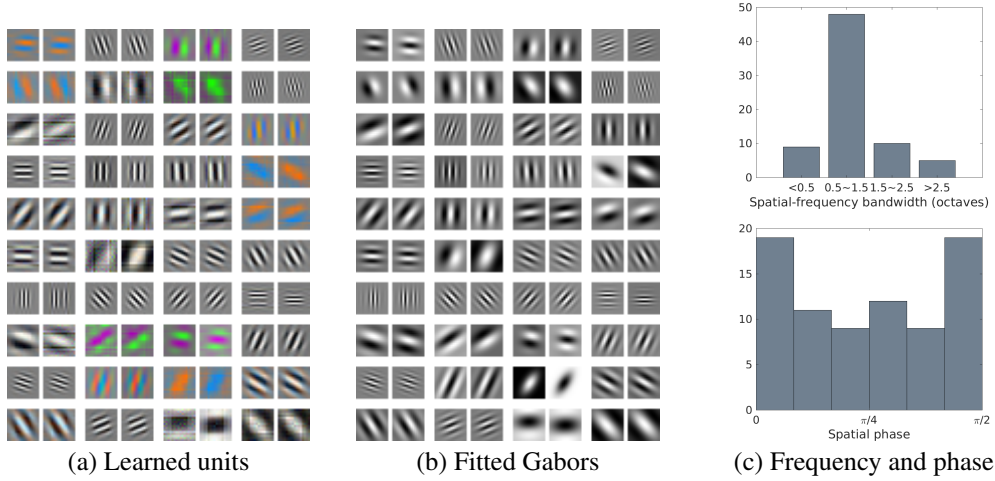 50
40
30
20
10
0
<0.5 0.5~1.5 1.5~2.5 >2.5
Spatial-frequency bandwidth (octaves)
20
15
10
5
0
0 π/4 π/2
Spatial phase
(a) Learned units (b) Fitted Gabors (c) Frequency and phase